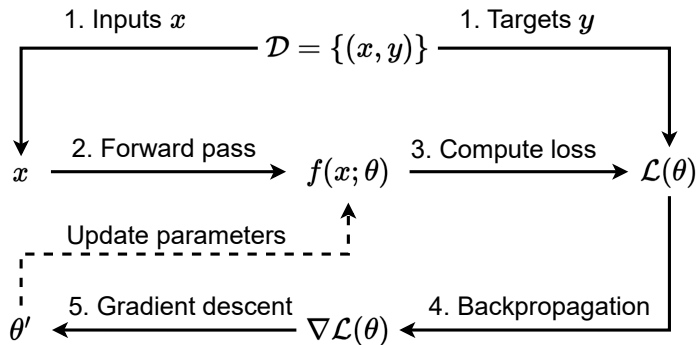 1. Inputs x
𝒟 = {(x, y)}
1. Targets y
x
2. Forward pass
f(x; θ)
3. Compute loss
ℒ(θ)
Update parameters
θ′
5. Gradient descent
∇ℒ(θ)
4. Backpropagation